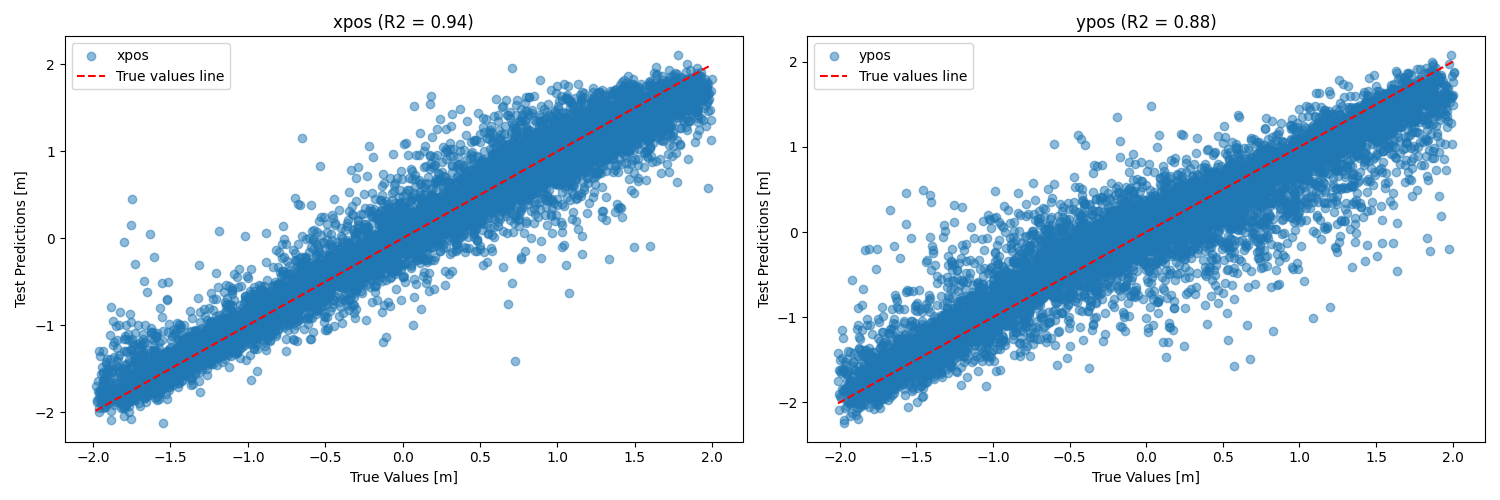 xpos (R2 = 0.94)
xpos
True values line
Test Predictions [m]
2
1
0
−1
−2
−2.0 −1.5 −1.0 −0.5 0.0 0.5 1.0 1.5 2.0
True Values [m]
ypos (R2 = 0.88)
ypos
True values line
Test Predictions [m]
2
1
0
−1
−2
−2.0 −1.5 −1.0 −0.5 0.0 0.5 1.0 1.5 2.0
True Values [m]